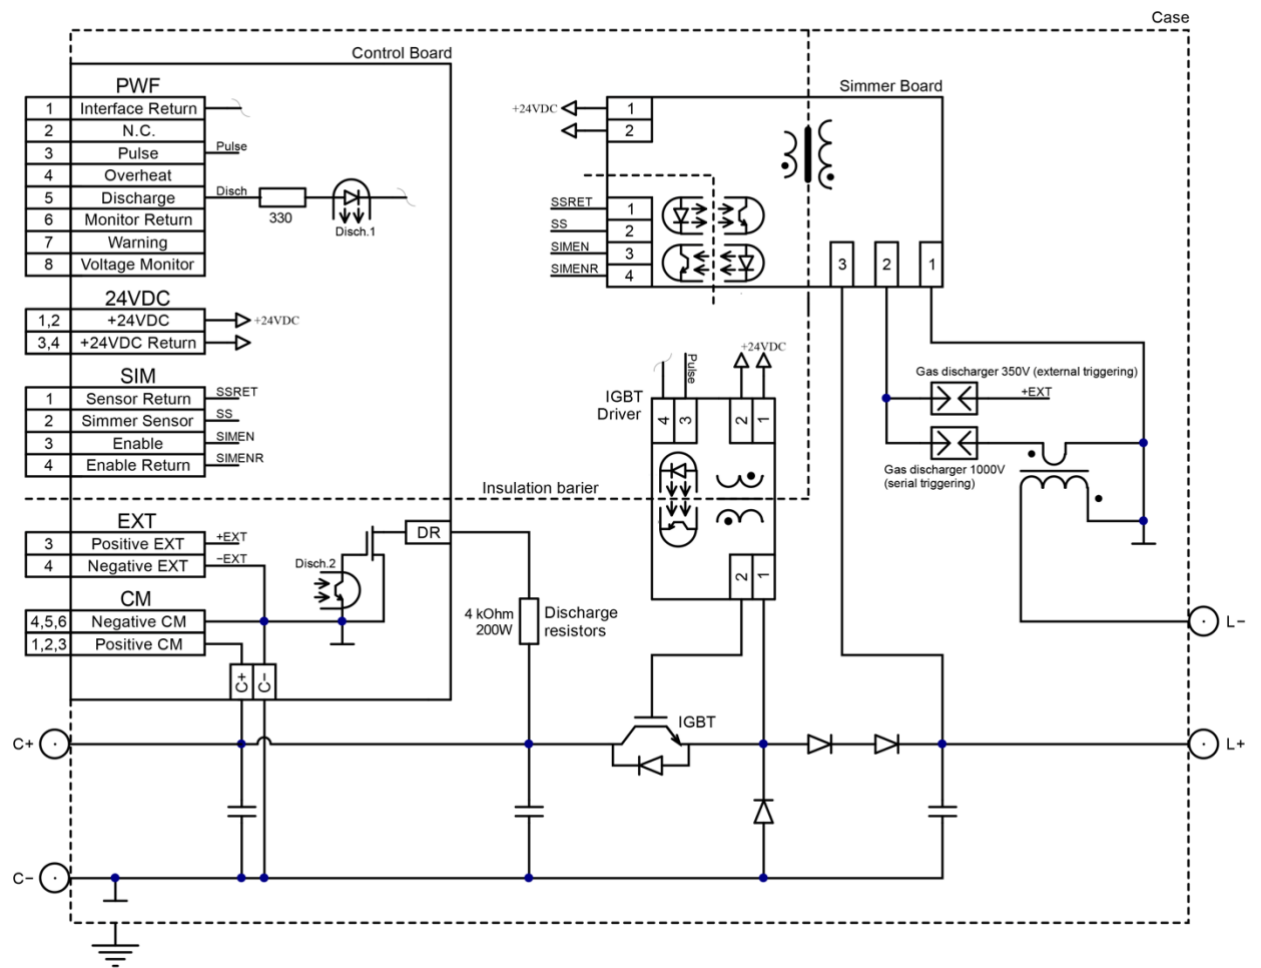 Case
Control Board
PWF
1 Interface Return
2 N.C.
3 Pulse Pulse
4 Overheat
5 Discharge Disch
6 Monitor Return
7 Warning
8 Voltage Monitor
330
Disch.1
24VDC
1,2 +24VDC +24VDC
3,4 +24VDC Return
SIM
1 Sensor Return SSRET
2 Simmer Sensor SS
3 Enable SIMEN
4 Enable Return SIMENR
Insulation barier
EXT
3 Positive EXT +EXT
4 Negative EXT −EXT
CM
4,5,6 Negative CM
1,2,3 Positive CM
C+ C−
Disch.2
DR
4 kOhm
200W
Discharge
resistors
Simmer Board
+24VDC 1
2
SSRET 1
SS 2
SIMEN 3
SIMENR 4
3 2 1
+24VDC
Pulse
IGBT
Driver
4 3 2 1
2 1
Gas discharger 350V (external triggering)
+EXT
Gas discharger 1000V
(serial triggering)
L−
IGBT
C+
L+
C−